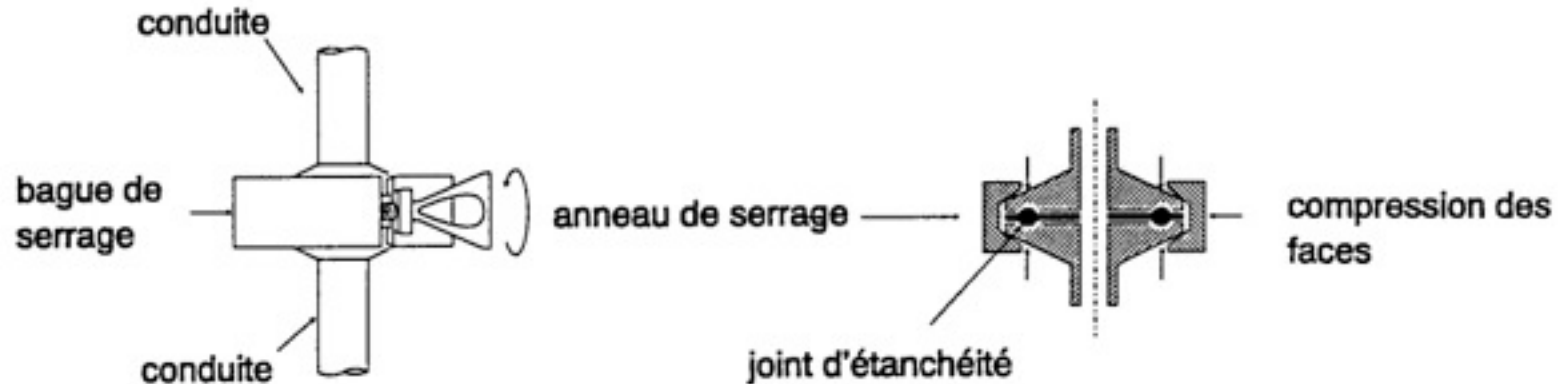 conduite
bague de
serrage
conduite
anneau de serrage
joint d'étanchéité
compression des
faces